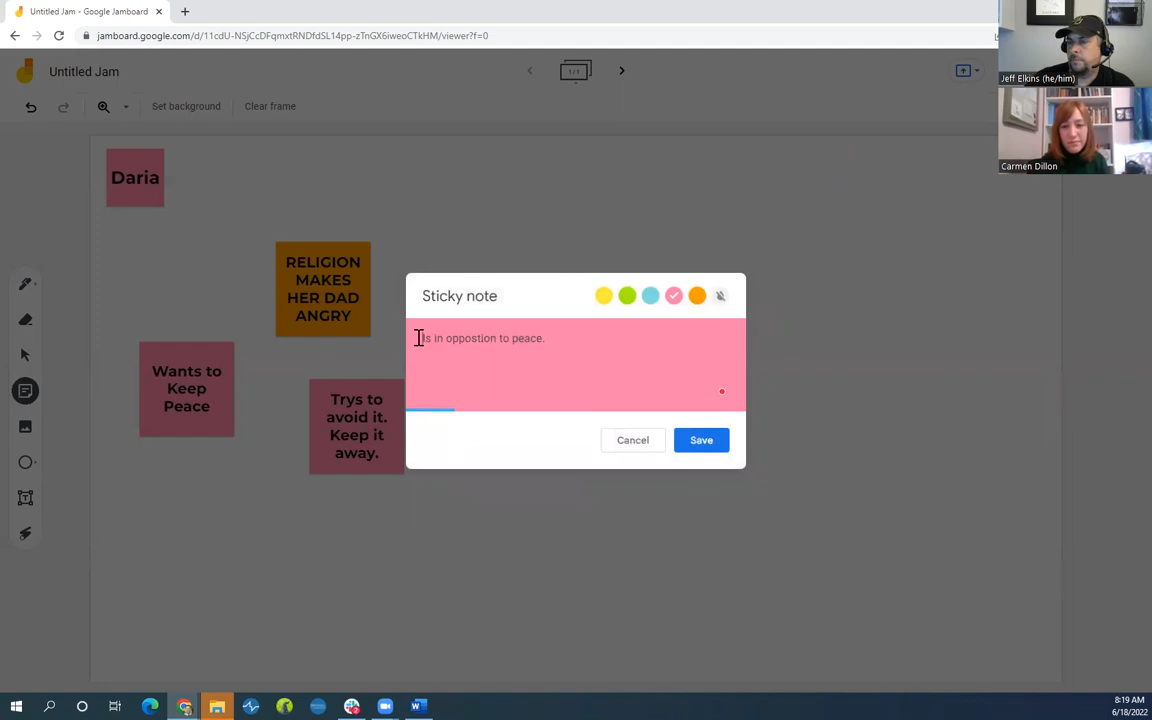 Untitled Jam - Google Jamboard
jamboard.google.com/d/11cdU-NSjCcDFqmxtRNDfdSL14pp-zTnGX6iweoCTkHM/viewer?f=0
Untitled Jam
1/1
Set background
Clear frame
Jeff Elkins (he/him)
Carmen Dillon
Daria
RELIGION
MAKES
HER DAD
ANGRY
Wants to
Keep
Peace
Trys to
avoid it.
Keep it
away.
Sticky note
Is in oppostion to peace.
Cancel
Save
8:19 AM
6/18/2022